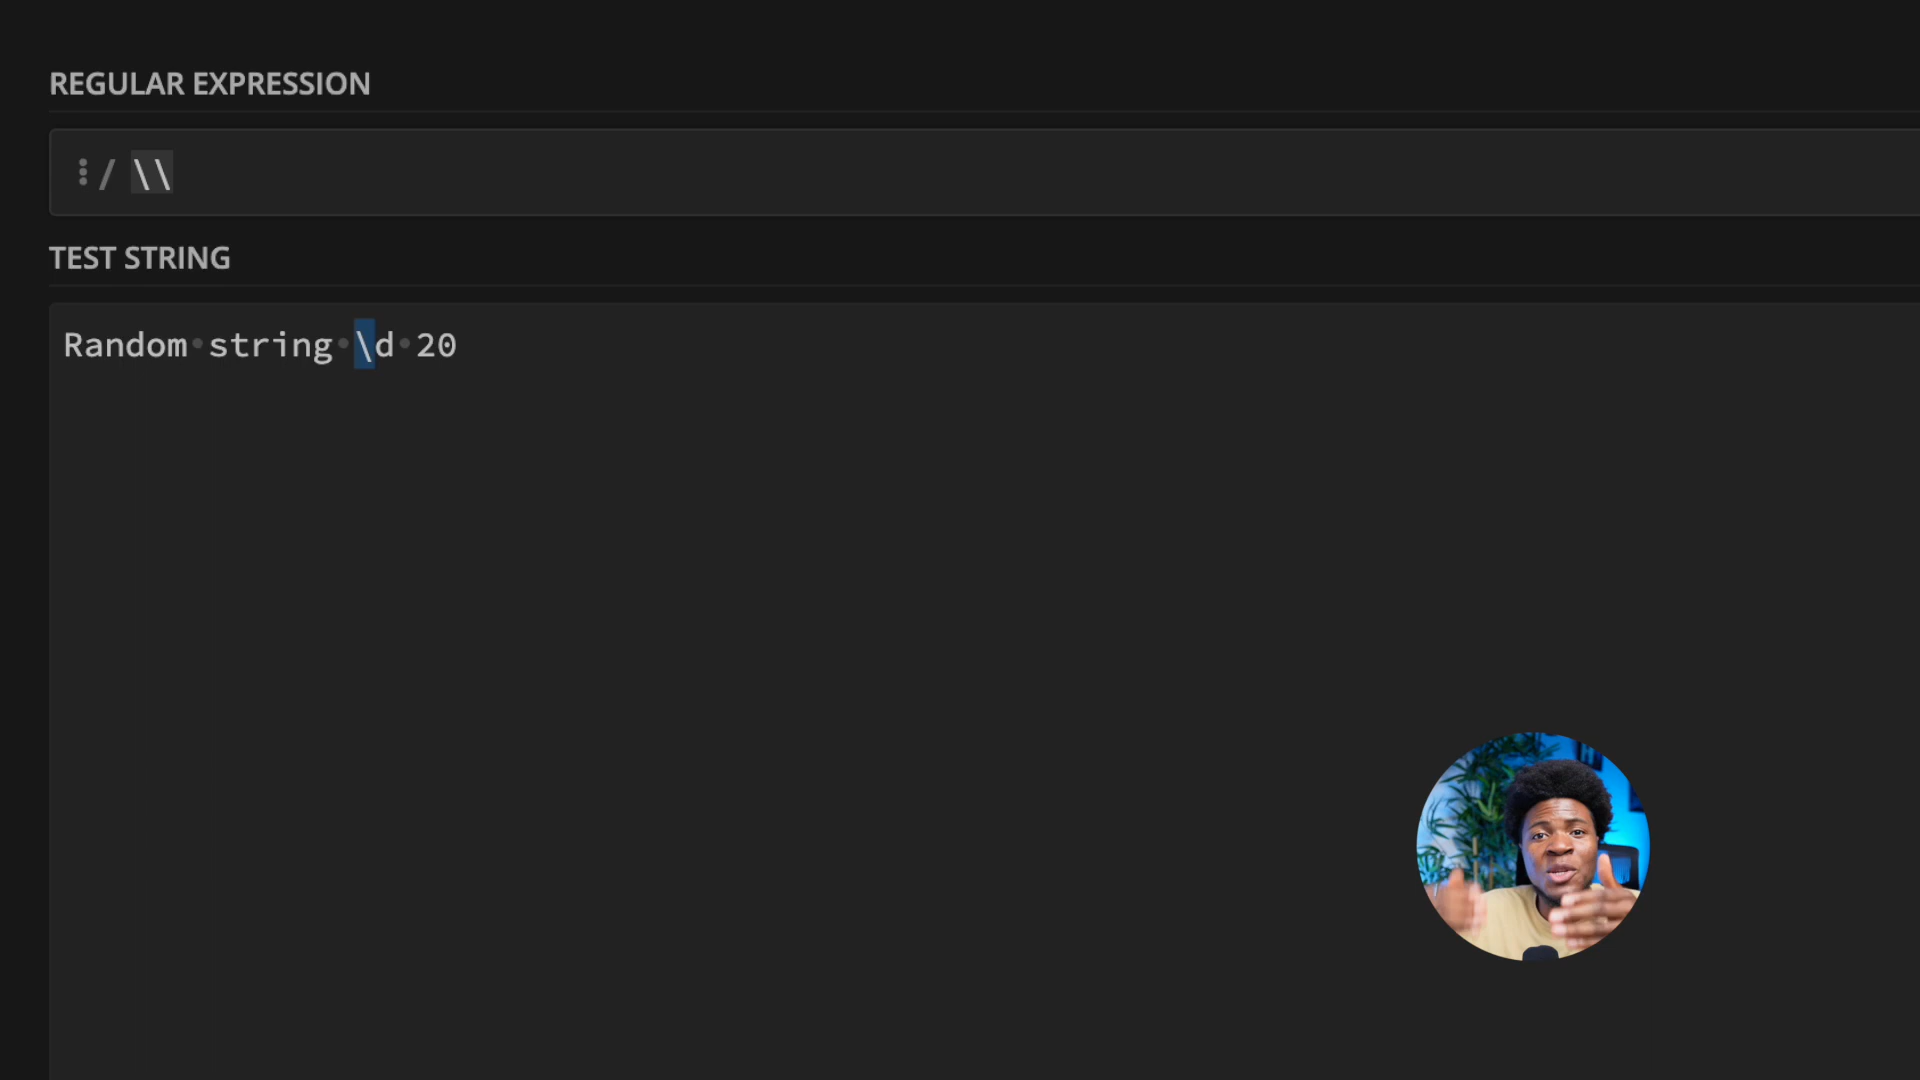 REGULAR EXPRESSION
/ \\
TEST STRING
Random string \d 20